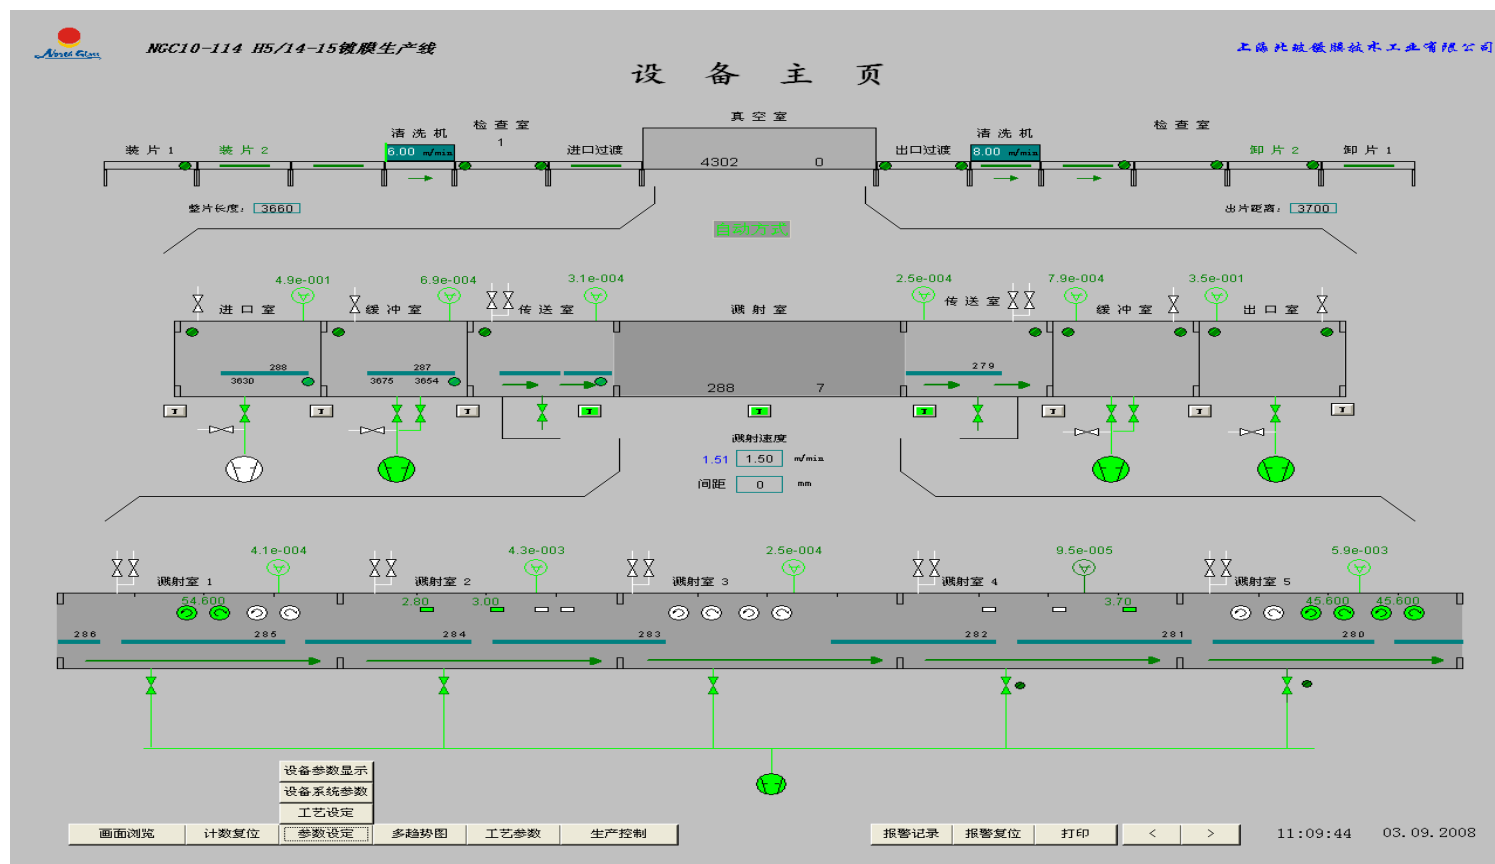 North Glass
NGC10-114 H5/14-15镀膜生产线
上海北玻镀膜技术工业有限公司
设备主页
真空室
清洗机 检查室 清洗机 检查室
1
装片1 装片2 6.00 m/min 进口过渡 出口过渡 8.00 m/min 卸片2 卸片1
4302 0
整片长度: 3660 出片距离: 3700
自动方式
4.9e-001 6.9e-004 3.1e-004 2.5e-004 7.9e-004 3.5e-001
进口室 缓冲室 传送室 溅射室 传送室 缓冲室 出口室
288 287 279
3630 3675 3654
288 7
T T T T T T T T T
溅射速度
1.51 1.50 m/min
间距 0 mm
4.1e-004 4.3e-003 2.5e-004 9.5e-005 5.9e-003
溅射室 1 溅射室 2 溅射室 3 溅射室 4 溅射室 5
54.600 2.80 3.00 3.70 45.600 45.600
286 285 284 283 282 281 280
设备参数显示
设备系统参数
工艺设定
画面浏览 计数复位 参数设定 多趋势图 工艺参数 生产控制 报警记录 报警复位 打印 < > 11:09:44 03.09.2008